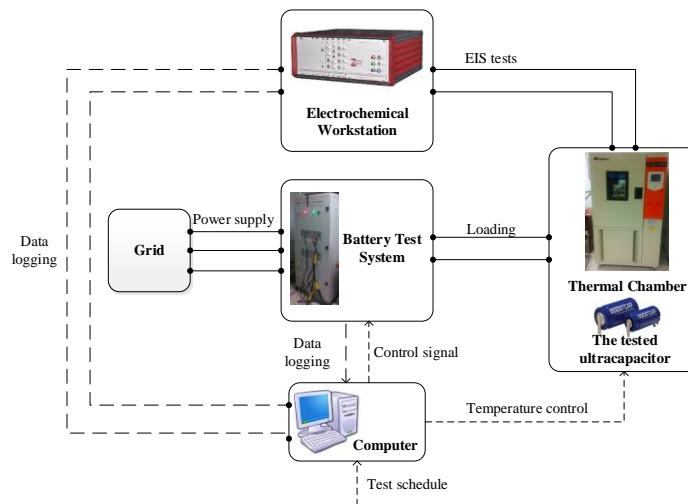 EIS tests
Electrochemical
Workstation
Power supply
Grid
Battery Test
System
Loading
Thermal Chamber
The tested
ultracapacitor
Data
logging
Data
logging
Control signal
Computer
Temperature control
Test schedule